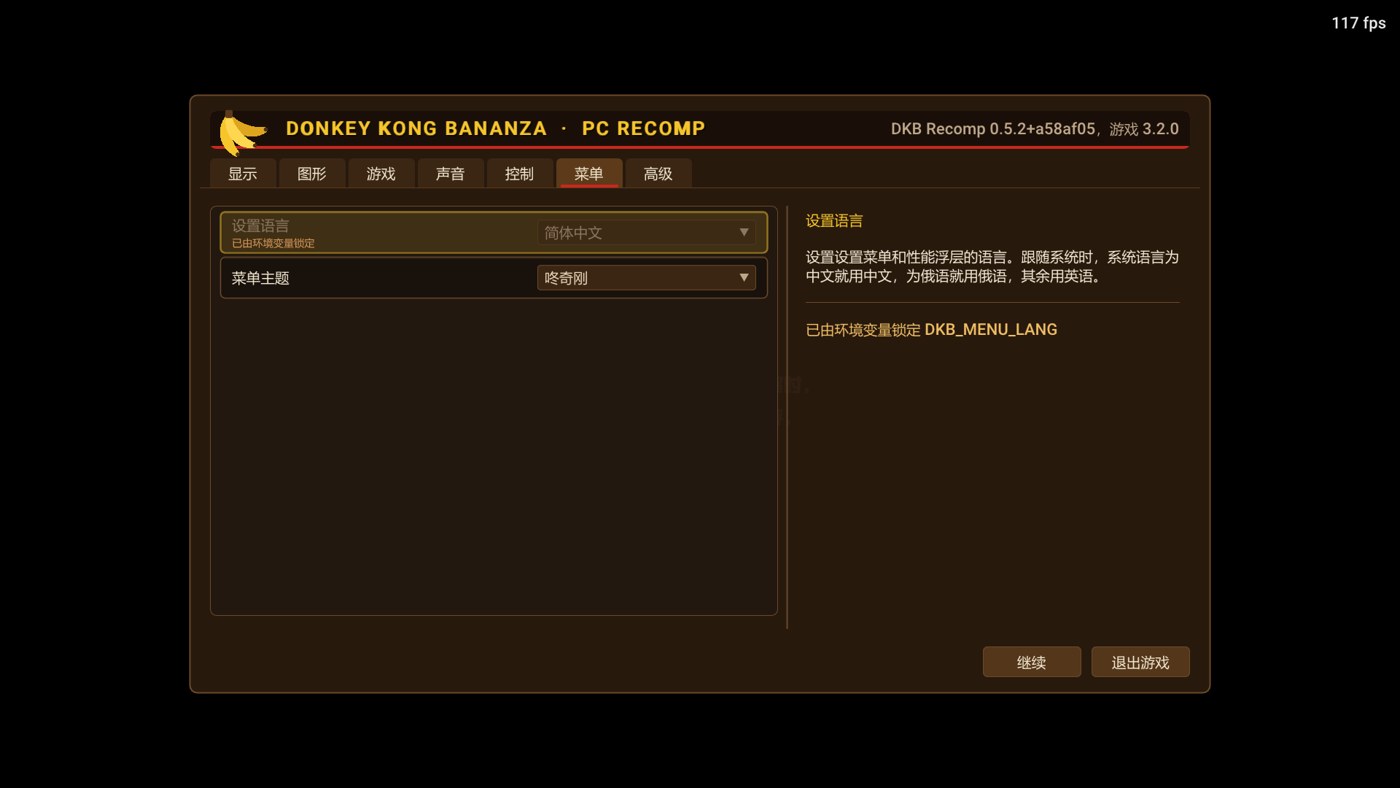 117 fps
DONKEY KONG BANANZA · PC RECOMP
DKB Recomp 0.5.2+a58af05，游戏 3.2.0
显示 图形 游戏 声音 控制 菜单 高级
设置语言
已由环境变量锁定
简体中文
菜单主题
咚奇刚
设置语言
设置设置菜单和性能浮层的语言。跟随系统时，系统语言为
中文就用中文，为俄语就用俄语，其余用英语。
已由环境变量锁定 DKB_MENU_LANG
继续
退出游戏